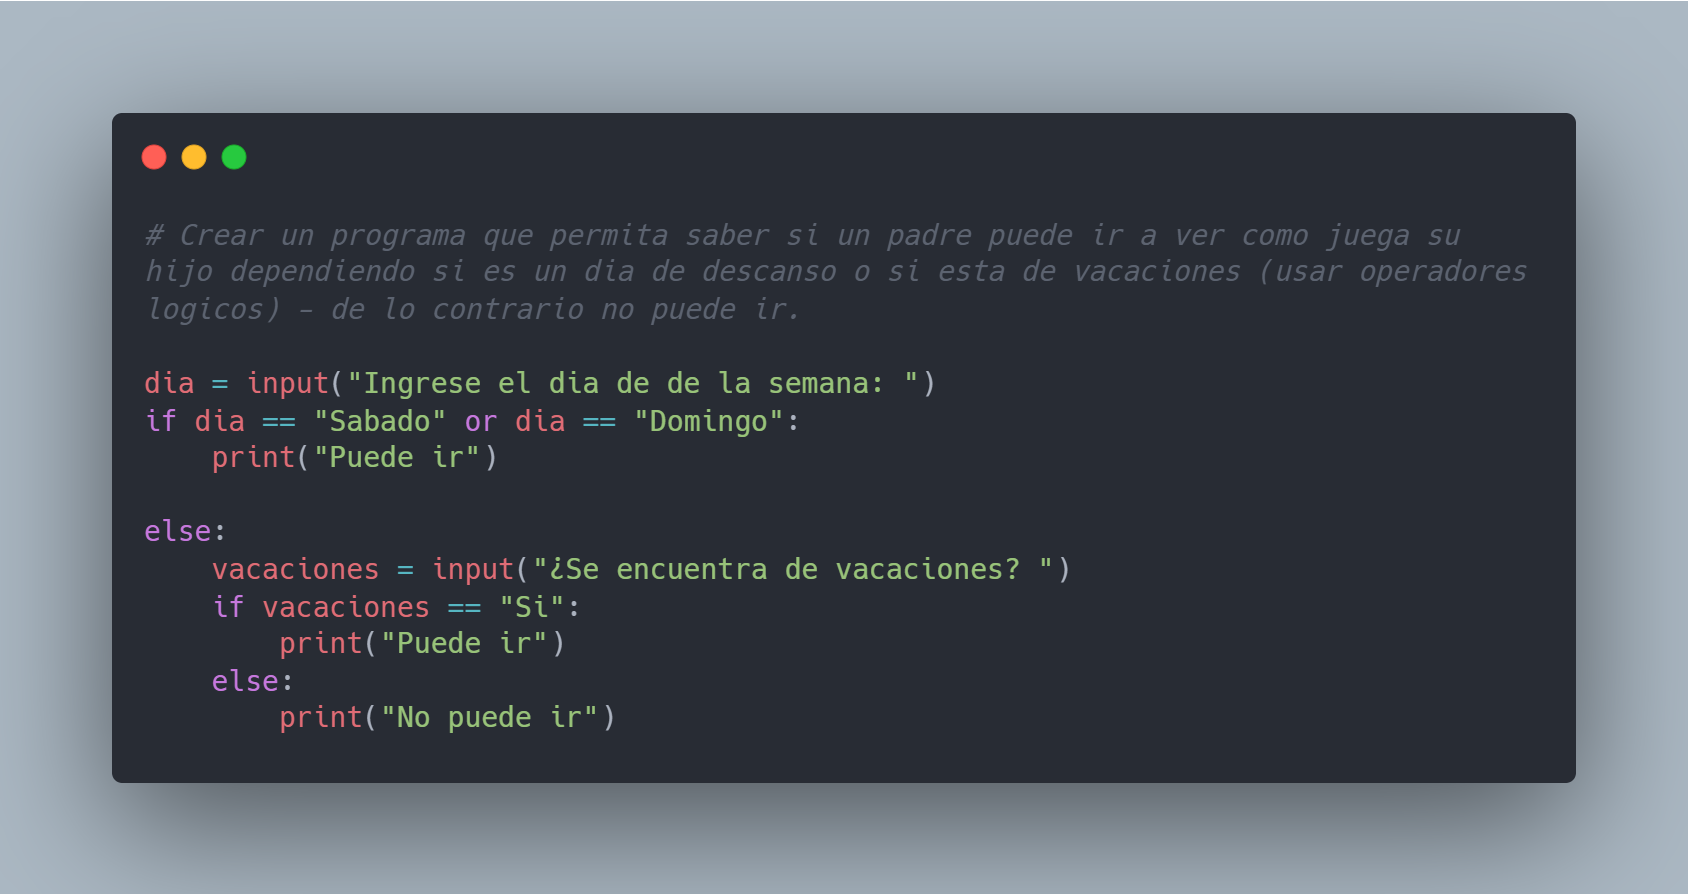 # Crear un programa que permita saber si un padre puede ir a ver como juega su
hijo dependiendo si es un dia de descanso o si esta de vacaciones (usar operadores
logicos) - de lo contrario no puede ir.
dia = input("Ingrese el dia de de la semana: ")
if dia == "Sabado" or dia == "Domingo":
    print("Puede ir")
else:
    vacaciones = input("¿Se encuentra de vacaciones? ")
    if vacaciones == "Si":
        print("Puede ir")
    else:
        print("No puede ir")